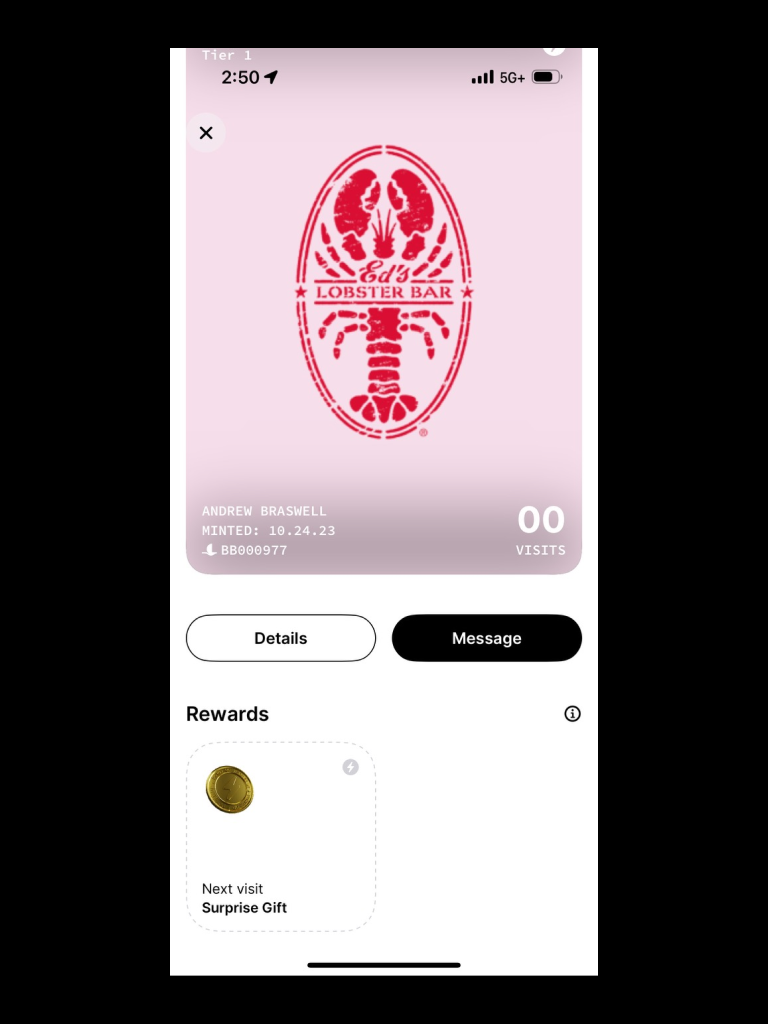 Tier 1
2:50
5G+
Ed's
LOBSTER BAR
®
ANDREW BRASWELL
MINTED: 10.24.23
BB000977
00
VISITS
Details
Message
Rewards
Next visit
Surprise Gift